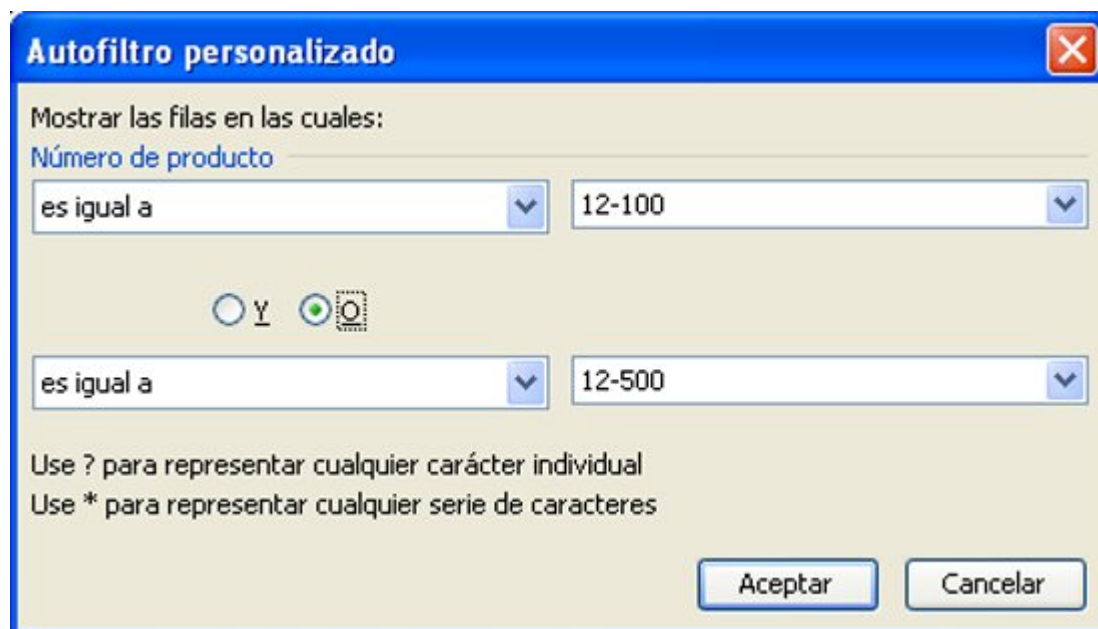 Autofiltro personalizado
Mostrar las filas en las cuales:
Número de producto
es igual a 12-100
Y O
es igual a 12-500
Use ? para representar cualquier carácter individual
Use * para representar cualquier serie de caracteres
Aceptar Cancelar